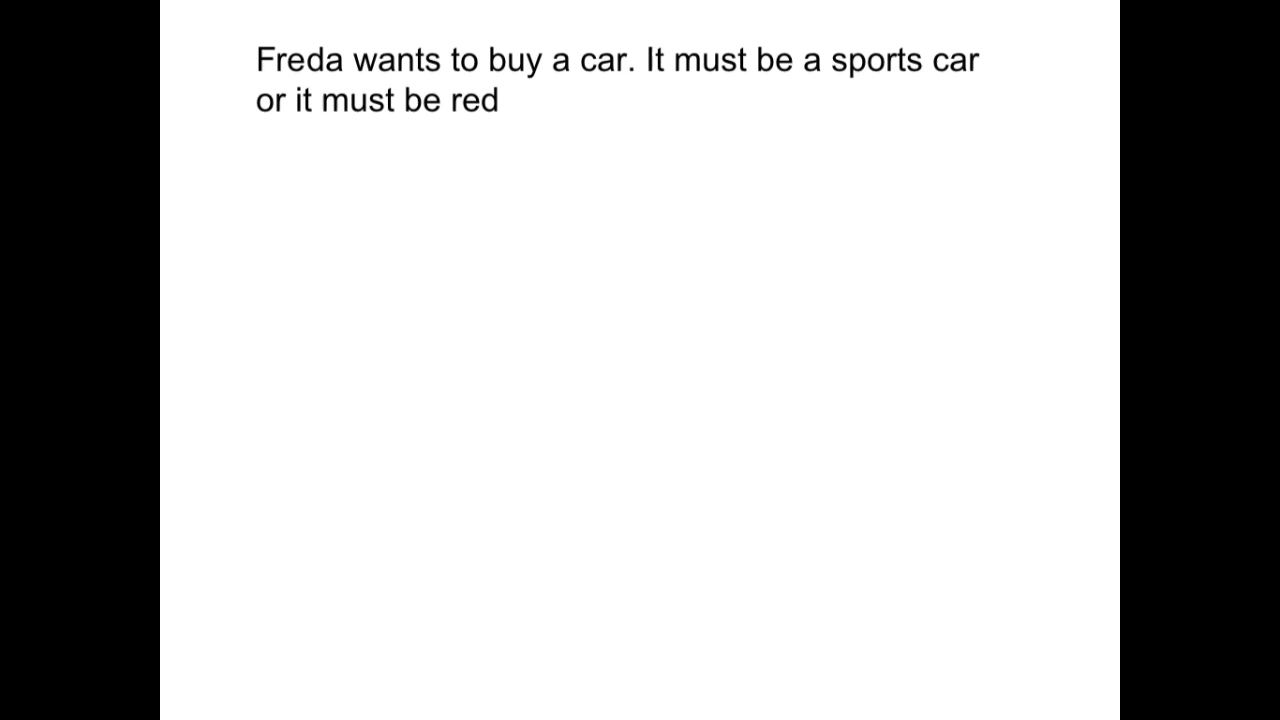 Freda wants to buy a car. It must be a sports car
or it must be red